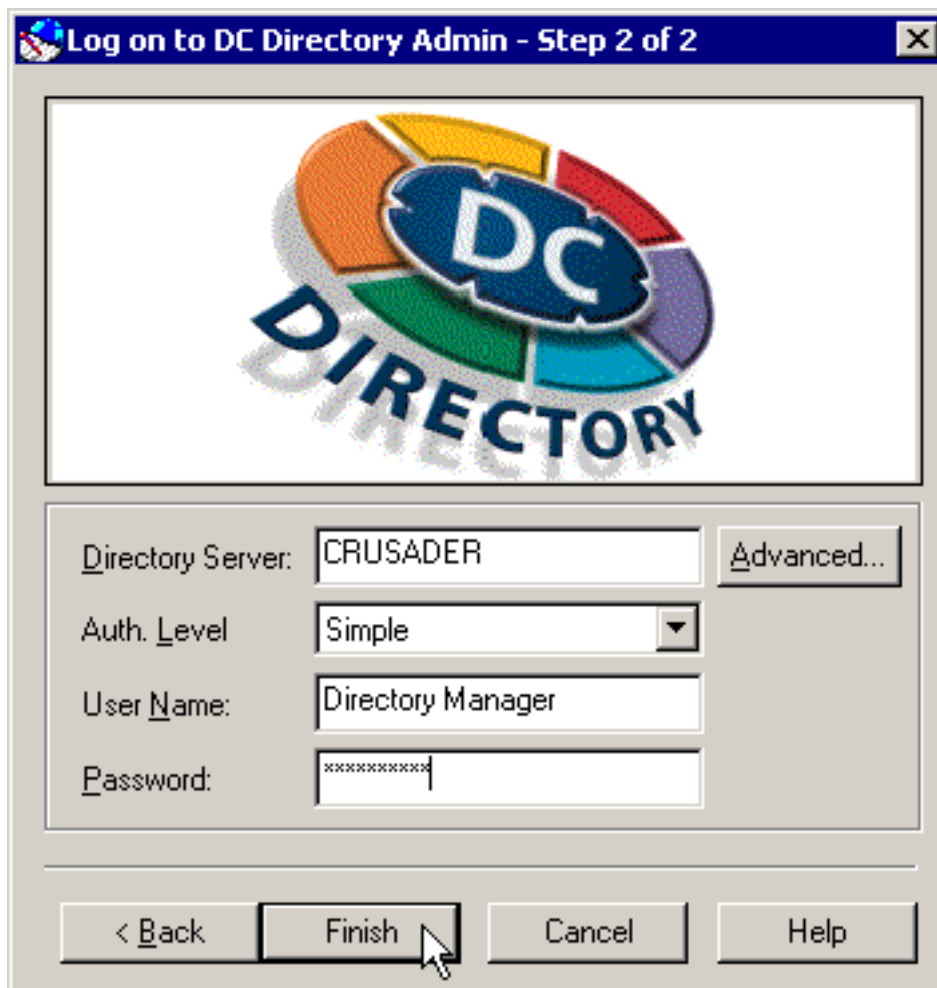 Log on to DC Directory Admin - Step 2 of 2
DC
DIRECTORY
Directory Server: CRUSADER Advanced...
Auth. Level Simple
User Name: Directory Manager
Password: **********
< Back Finish Cancel Help